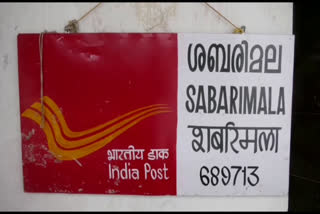 भारतीय डाक
India Post
ശബരിമല
SABARIMALA
शबरिमला
689713